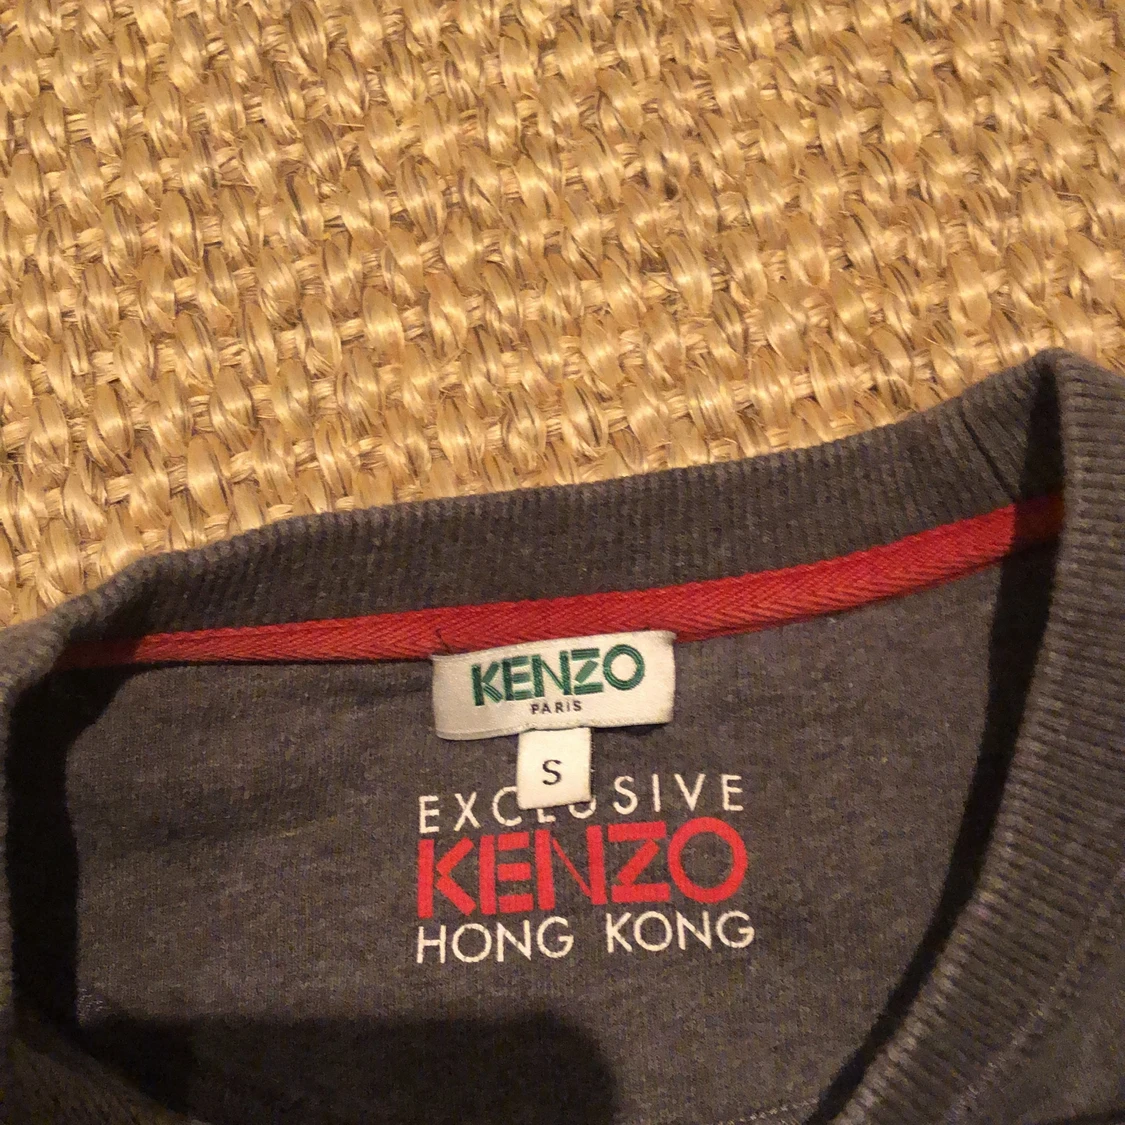 KENZO
PARIS
S
EXCLUSIVE
KENZO
HONG KONG